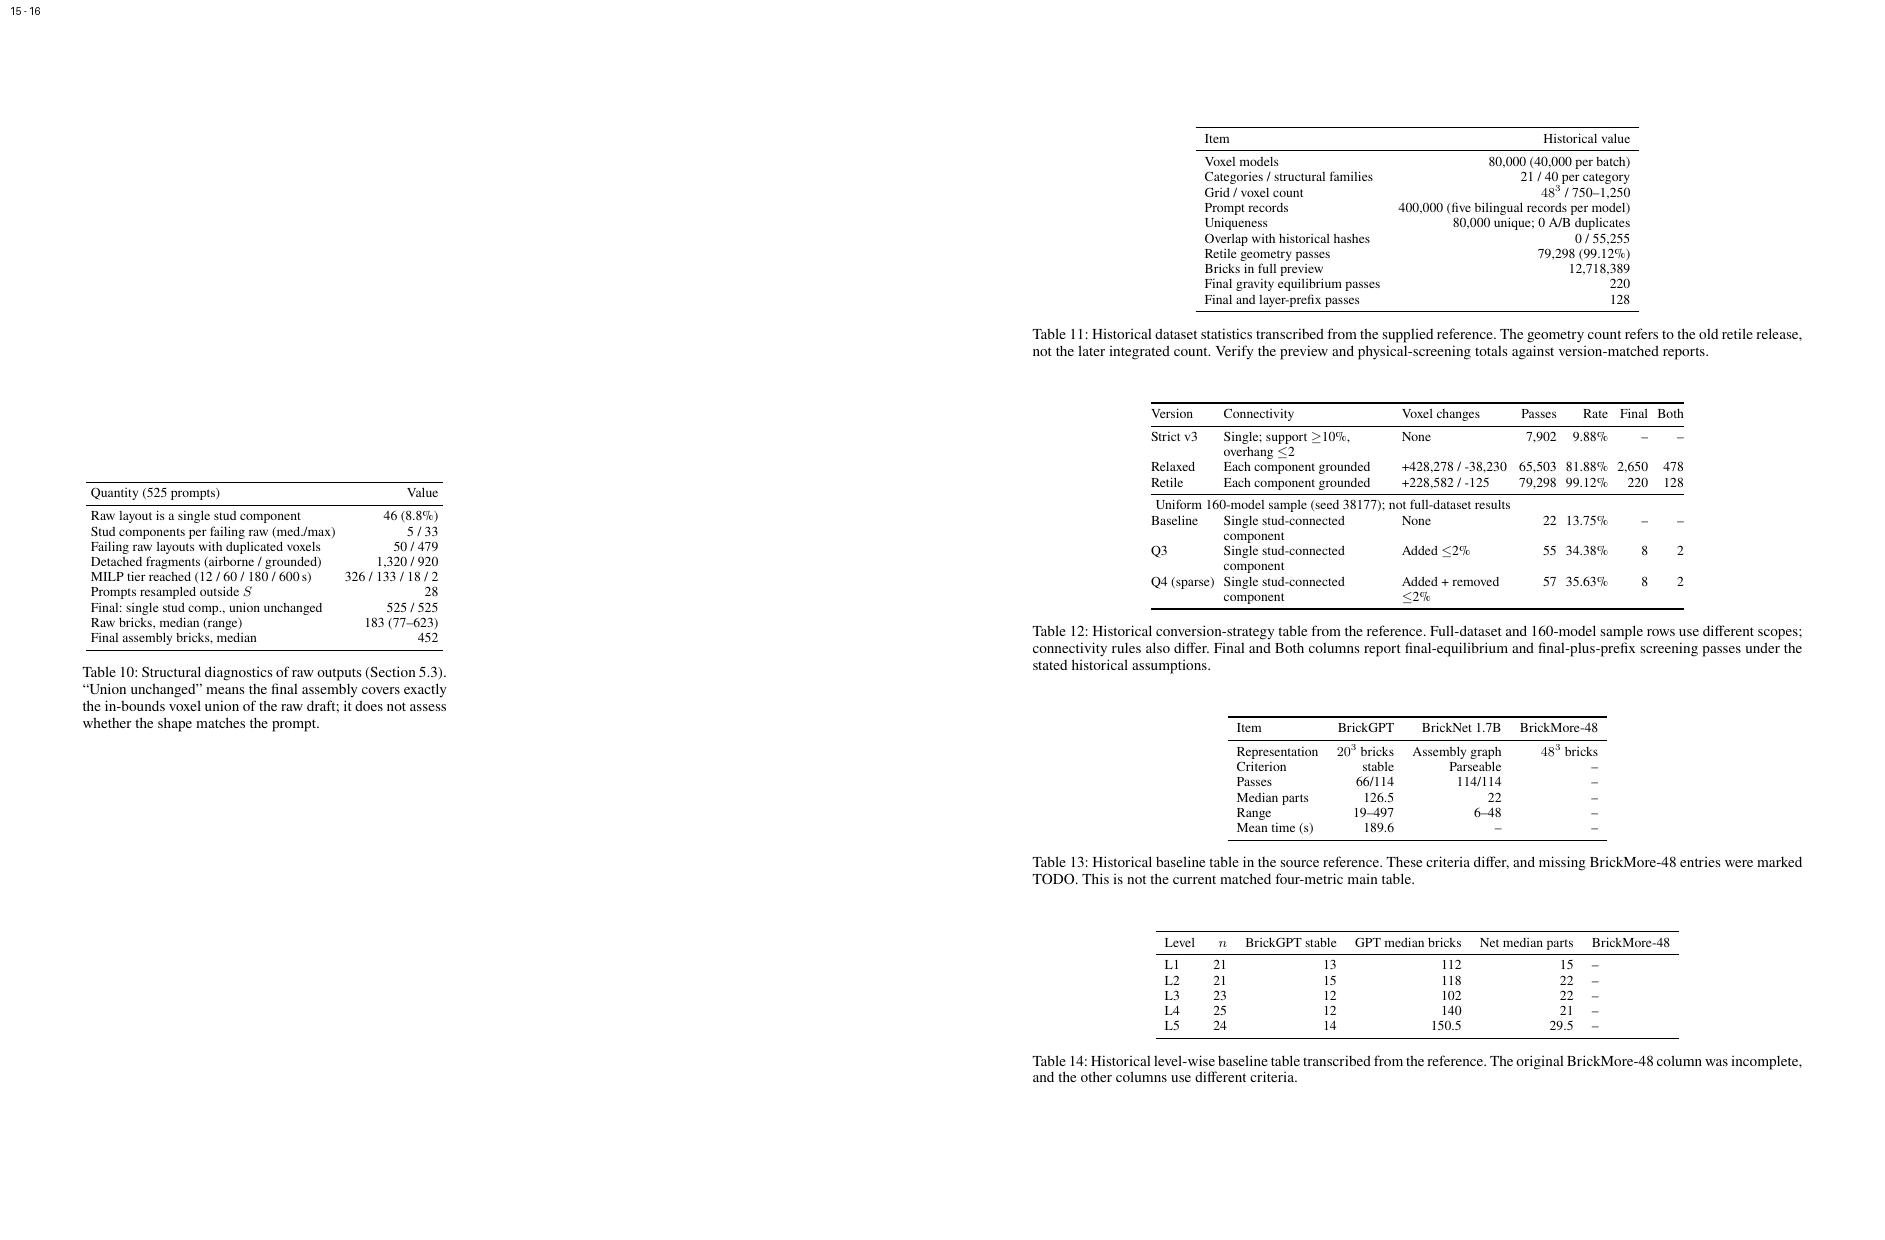 15 - 16
Quantity (525 prompts) Value
Raw layout is a single stud component 46 (8.8%)
Stud components per failing raw (med./max) 5 / 33
Failing raw layouts with duplicated voxels 50 / 479
Detached fragments (airborne / grounded) 1,320 / 920
MILP tier reached (12 / 60 / 180 / 600 s) 326 / 133 / 18 / 2
Prompts resampled outside S 28
Final: single stud comp., union unchanged 525 / 525
Raw bricks, median (range) 183 (77–623)
Final assembly bricks, median 452
Table 10: Structural diagnostics of raw outputs (Section 5.3).
“Union unchanged” means the final assembly covers exactly
the in-bounds voxel union of the raw draft; it does not assess
whether the shape matches the prompt.
Item Historical value
Voxel models 80,000 (40,000 per batch)
Categories / structural families 21 / 40 per category
Grid / voxel count 48³ / 750–1,250
Prompt records 400,000 (five bilingual records per model)
Uniqueness 80,000 unique; 0 A/B duplicates
Overlap with historical hashes 0 / 55,255
Retile geometry passes 79,298 (99.12%)
Bricks in full preview 12,718,389
Final gravity equilibrium passes 220
Final and layer-prefix passes 128
Table 11: Historical dataset statistics transcribed from the supplied reference. The geometry count refers to the old retile release,
not the later integrated count. Verify the preview and physical-screening totals against version-matched reports.
Version Connectivity Voxel changes Passes Rate Final Both
Strict v3 Single; support ≥10%, None 7,902 9.88% – –
overhang ≤2
Relaxed Each component grounded +428,278 / -38,230 65,503 81.88% 2,650 478
Retile Each component grounded +228,582 / -125 79,298 99.12% 220 128
Uniform 160-model sample (seed 38177); not full-dataset results
Baseline Single stud-connected None 22 13.75% – –
component
Q3 Single stud-connected Added ≤2% 55 34.38% 8 2
component
Q4 (sparse) Single stud-connected Added + removed 57 35.63% 8 2
component ≤2%
Table 12: Historical conversion-strategy table from the reference. Full-dataset and 160-model sample rows use different scopes;
connectivity rules also differ. Final and Both columns report final-equilibrium and final-plus-prefix screening passes under the
stated historical assumptions.
Item BrickGPT BrickNet 1.7B BrickMore-48
Representation 20³ bricks Assembly graph 48³ bricks
Criterion stable Parseable –
Passes 66/114 114/114 –
Median parts 126.5 22 –
Range 19–497 6–48 –
Mean time (s) 189.6 – –
Table 13: Historical baseline table in the source reference. These criteria differ, and missing BrickMore-48 entries were marked
TODO. This is not the current matched four-metric main table.
Level n BrickGPT stable GPT median bricks Net median parts BrickMore-48
L1 21 13 112 15 –
L2 21 15 118 22 –
L3 23 12 102 22 –
L4 25 12 140 21 –
L5 24 14 150.5 29.5 –
Table 14: Historical level-wise baseline table transcribed from the reference. The original BrickMore-48 column was incomplete,
and the other columns use different criteria.